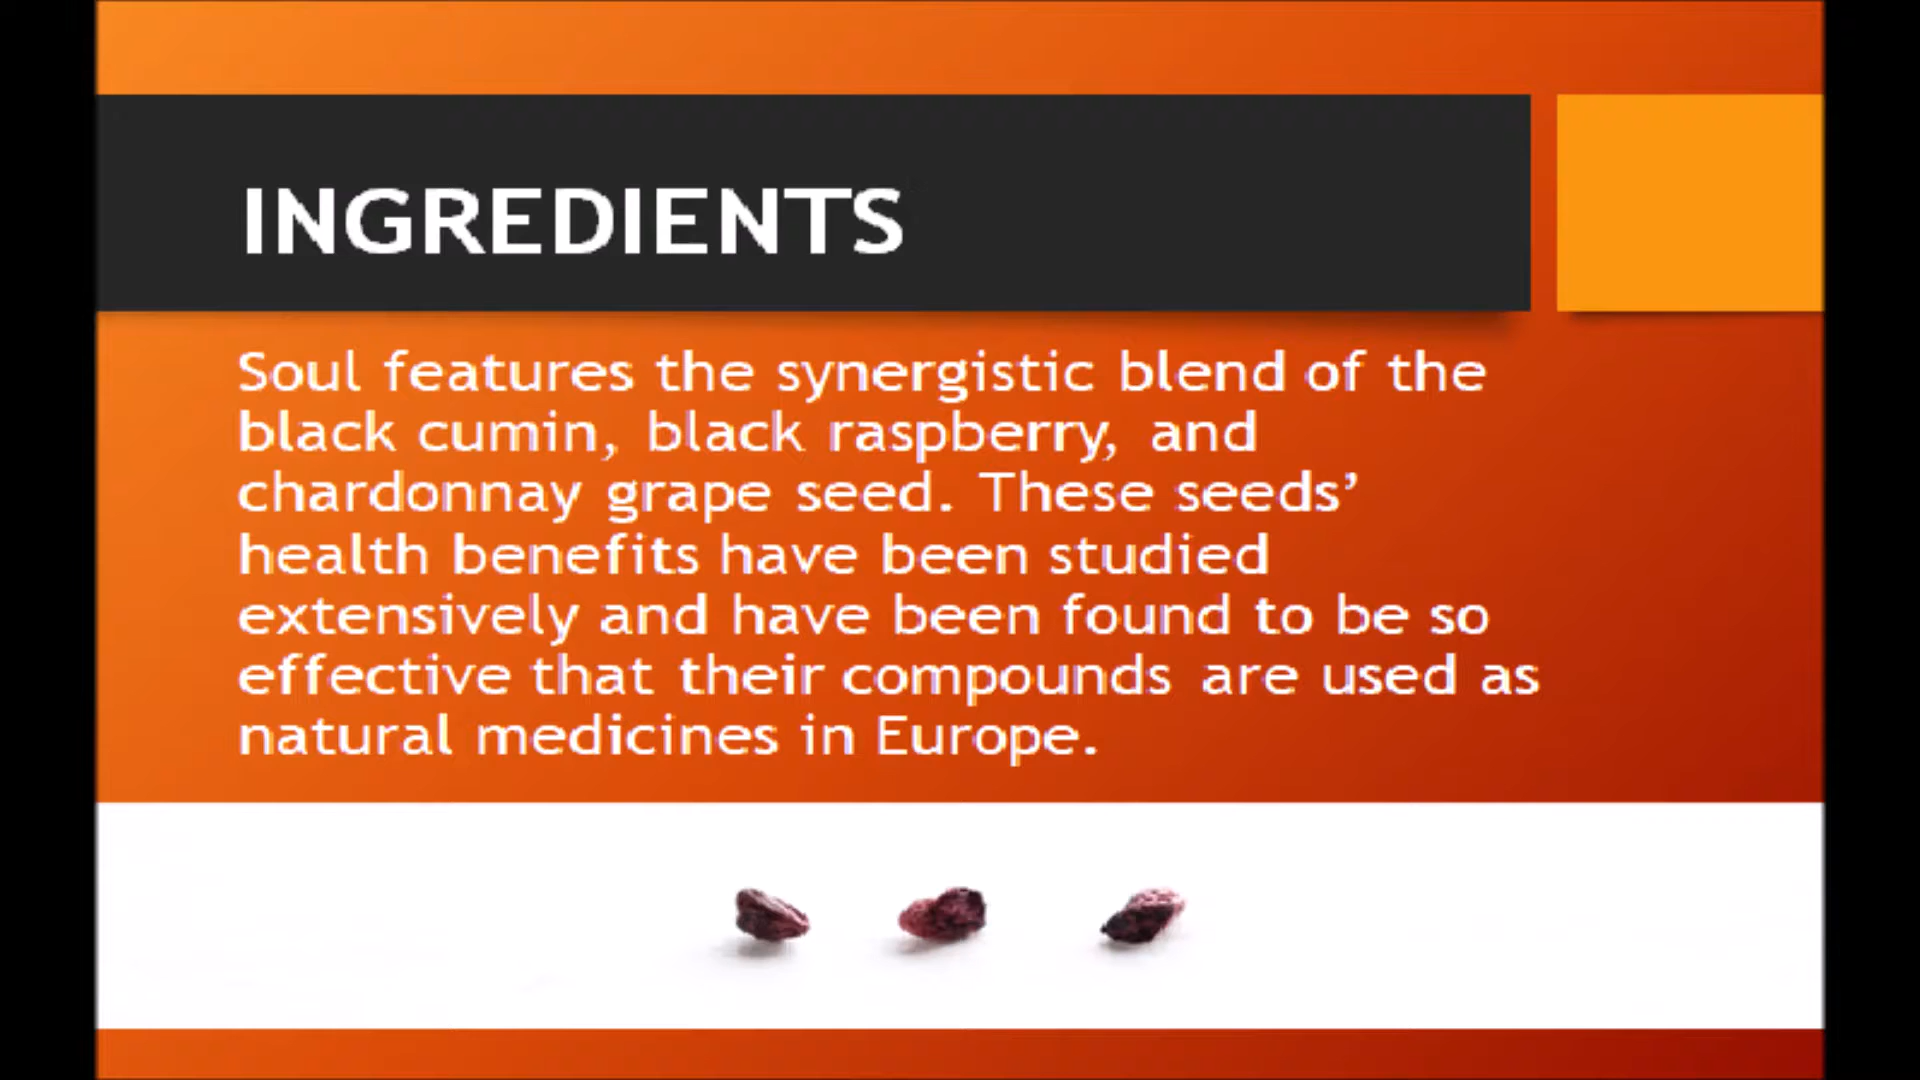 INGREDIENTS
Soul features the synergistic blend of the
black cumin, black raspberry, and
chardonnay grape seed. These seeds’
health benefits have been studied
extensively and have been found to be so
effective that their compounds are used as
natural medicines in Europe.